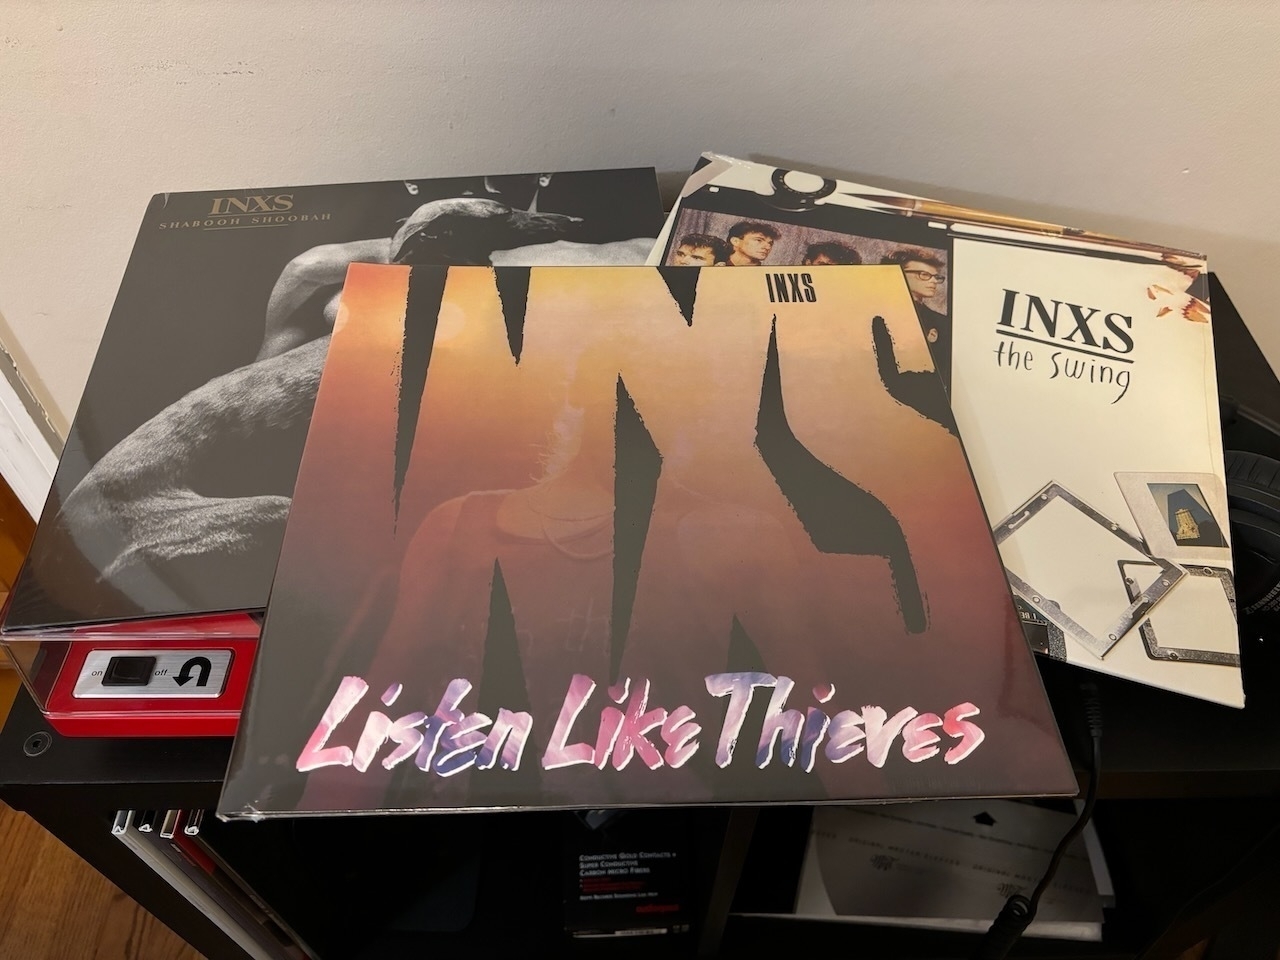 INXS
SHABOOH SHOOBAH
INXS
the swing
INXS
Listen Like Thieves
on
off
CONDUCTIVE GOLD CONTACTS +
SUPER CONDUCTIVE
CARBON MICRO FIBERS